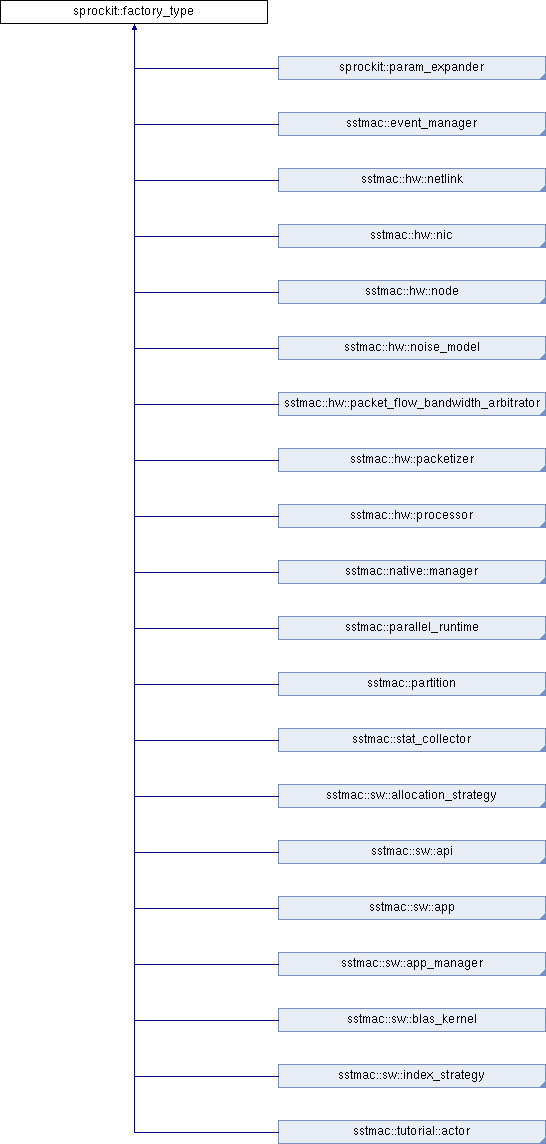 sprockit::factory_type
sprockit::param_expander
sstmac::event_manager
sstmac::hw::netlink
sstmac::hw::nic
sstmac::hw::node
sstmac::hw::noise_model
sstmac::hw::packet_flow_bandwidth_arbitrator
sstmac::hw::packetizer
sstmac::hw::processor
sstmac::native::manager
sstmac::parallel_runtime
sstmac::partition
sstmac::stat_collector
sstmac::sw::allocation_strategy
sstmac::sw::api
sstmac::sw::app
sstmac::sw::app_manager
sstmac::sw::blas_kernel
sstmac::sw::index_strategy
sstmac::tutorial::actor